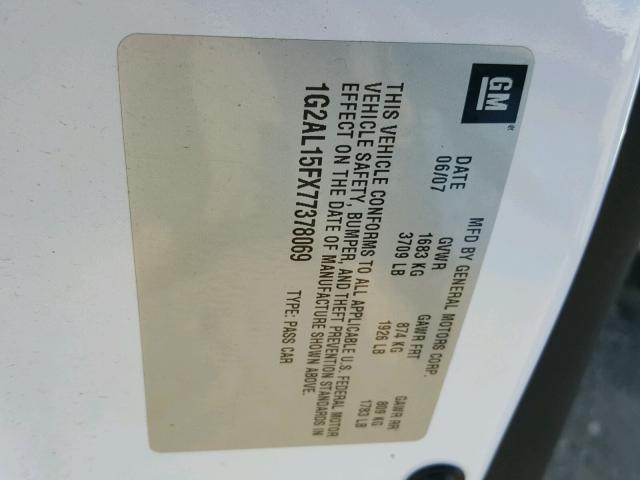 GM
MFD BY GENERAL MOTORS CORP.
DATE GVWR GAWR FRT GAWR RR
06/07 1683 KG 874 KG 809 KG
3709 LB 1926 LB 1783 LB
THIS VEHICLE CONFORMS TO ALL APPLICABLE U.S. FEDERAL MOTOR
VEHICLE SAFETY, BUMPER, AND THEFT PREVENTION STANDARDS IN
EFFECT ON THE DATE OF MANUFACTURE SHOWN ABOVE.
1G2AL15FX77378069 TYPE: PASS CAR